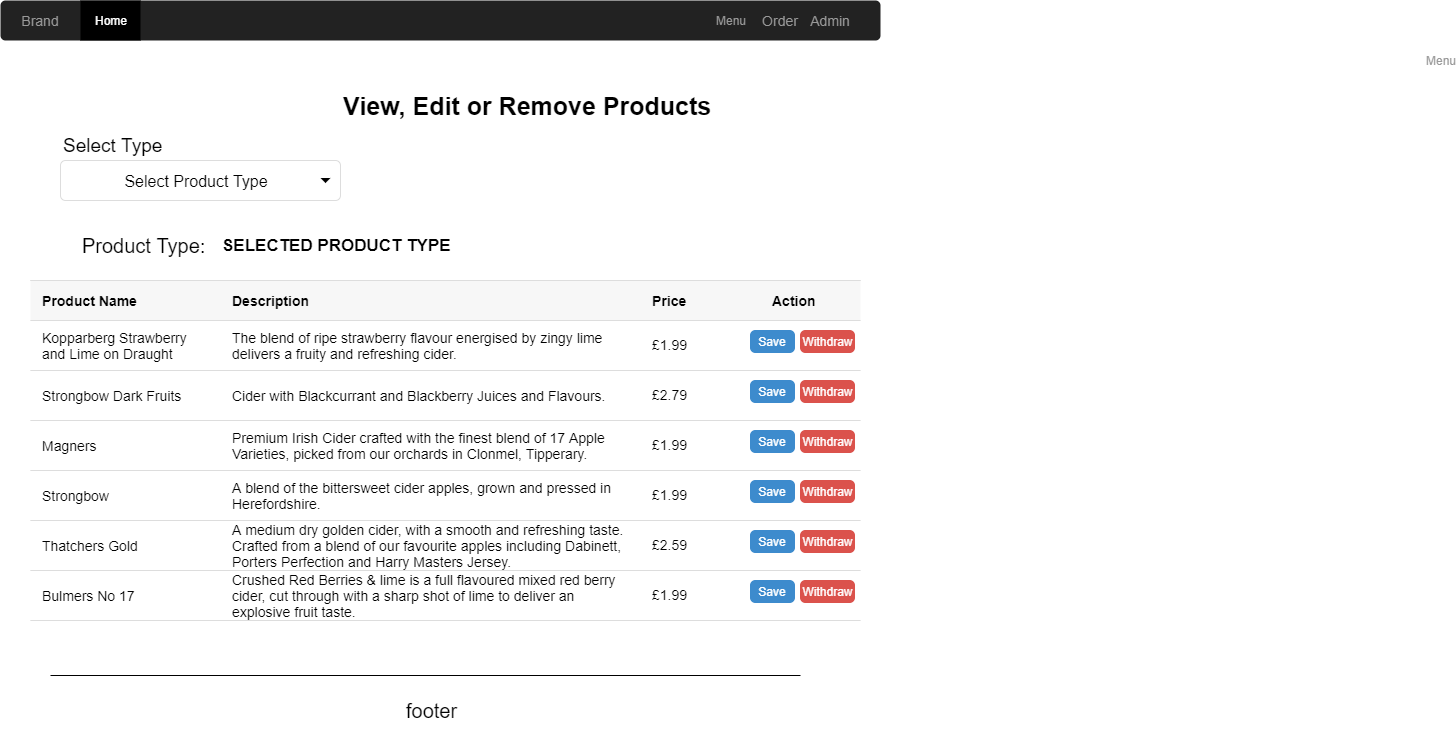 Brand Home Menu Order Admin
Menu
View, Edit or Remove Products
Select Type
Select Product Type
Product Type: SELECTED PRODUCT TYPE
Product Name Description Price Action
Kopparberg Strawberry
and Lime on Draught
The blend of ripe strawberry flavour energised by zingy lime
delivers a fruity and refreshing cider.
£1.99
Save Withdraw
Strongbow Dark Fruits
Cider with Blackcurrant and Blackberry Juices and Flavours.
£2.79
Save Withdraw
Magners
Premium Irish Cider crafted with the finest blend of 17 Apple
Varieties, picked from our orchards in Clonmel, Tipperary.
£1.99
Save Withdraw
Strongbow
A blend of the bittersweet cider apples, grown and pressed in
Herefordshire.
£1.99
Save Withdraw
Thatchers Gold
A medium dry golden cider, with a smooth and refreshing taste.
Crafted from a blend of our favourite apples including Dabinett,
Porters Perfection and Harry Masters Jersey.
£2.59
Save Withdraw
Bulmers No 17
Crushed Red Berries & lime is a full flavoured mixed red berry
cider, cut through with a sharp shot of lime to deliver an
explosive fruit taste.
£1.99
Save Withdraw
footer